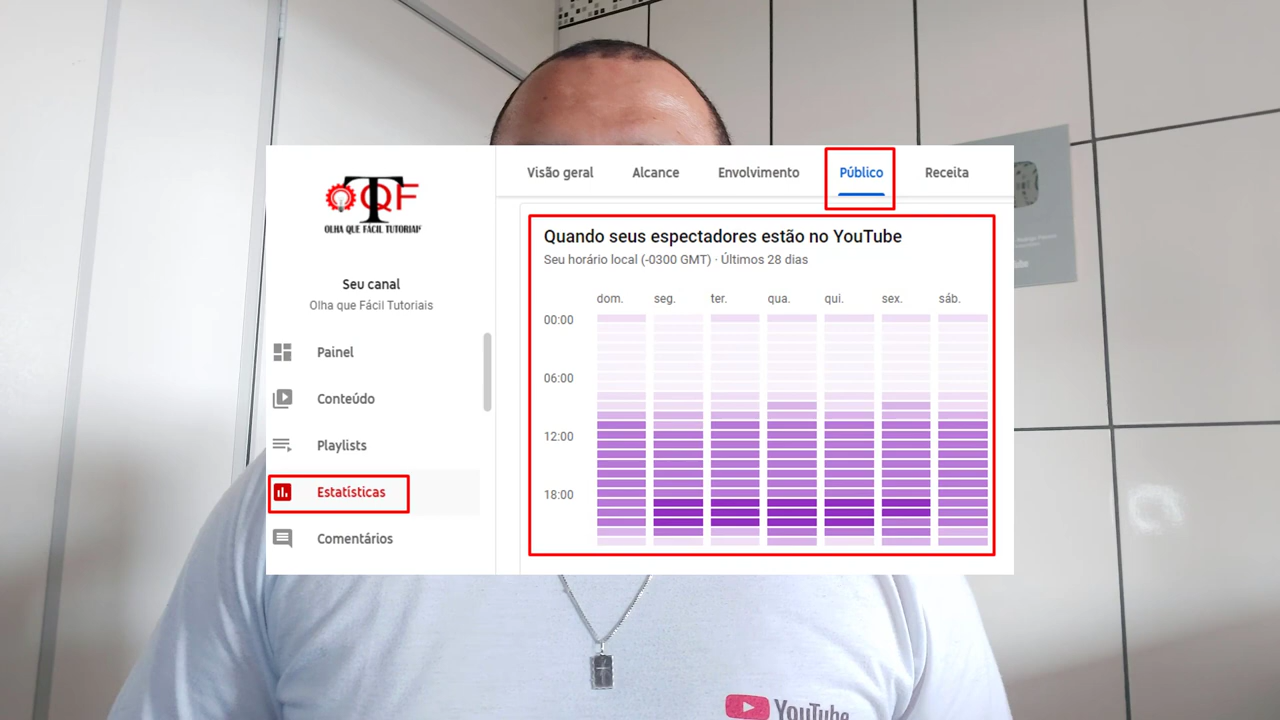 TOQF
OLHA QUE FÁCIL TUTORIAIS
Seu canal
Olha que Fácil Tutoriais
Painel
Conteúdo
Playlists
Estatísticas
Comentários
Visão geral
Alcance
Envolvimento
Público
Receita
Quando seus espectadores estão no YouTube
Seu horário local (-0300 GMT) · Últimos 28 dias
dom. seg. ter. qua. qui. sex. sáb.
00:00
06:00
12:00
18:00
YouTube